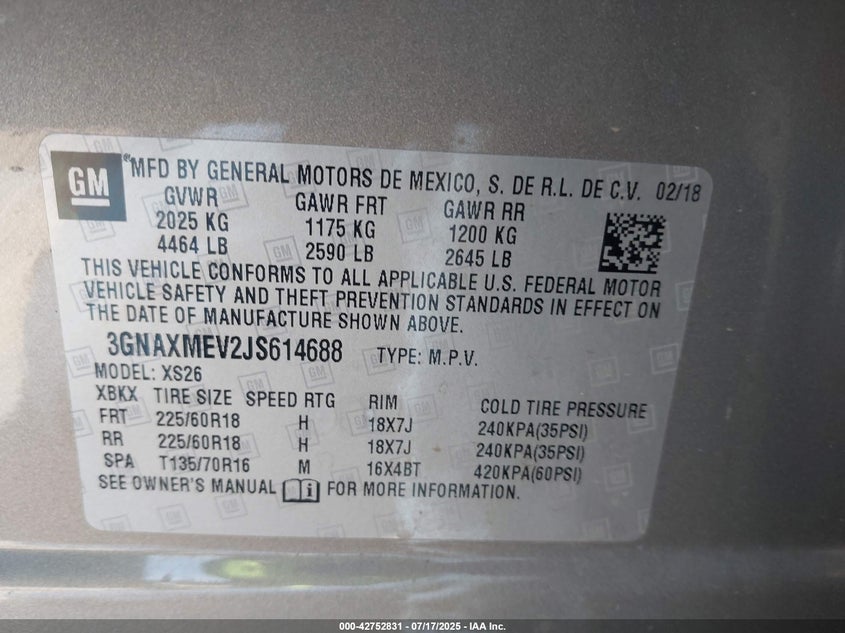 GM
MFD BY GENERAL MOTORS DE MEXICO, S. DE R.L. DE C.V. 02/18
GVWR GAWR FRT GAWR RR
2025 KG 1175 KG 1200 KG
4464 LB 2590 LB 2645 LB
THIS VEHICLE CONFORMS TO ALL APPLICABLE U.S. FEDERAL MOTOR
VEHICLE SAFETY AND THEFT PREVENTION STANDARDS IN EFFECT ON
THE DATE OF MANUFACTURE SHOWN ABOVE.
3GNAXMEV2JS614688 TYPE: M.P.V.
MODEL: XS26
XBKX TIRE SIZE SPEED RTG RIM COLD TIRE PRESSURE
FRT 225/60R18 H 18X7J 240KPA(35PSI)
RR 225/60R18 H 18X7J 240KPA(35PSI)
SPA T135/70R16 M 16X4BT 420KPA(60PSI)
SEE OWNER'S MANUAL FOR MORE INFORMATION.
000-42752831 - 07/17/2025 - IAA Inc.